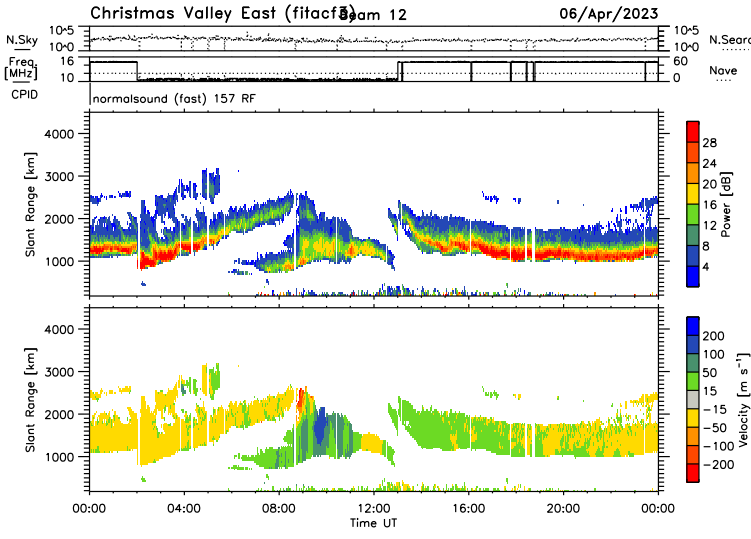 Christmas Valley East (fitacf3) Beam 12 06/Apr/2023
N.Sky 10^5 10^0 10^5 10^0 N.Searc
Freq. [MHz] 16 10 60 0 Nave
CPID normalsound (fast) 157 RF
Slant Range [km]
4000
3000
2000
1000
28
24
20
16
12
8
4
Power [dB]
Slant Range [km]
4000
3000
2000
1000
200
100
50
15
-15
-50
-100
-200
Velocity [m s⁻¹]
00:00 04:00 08:00 12:00 16:00 20:00 00:00
Time UT